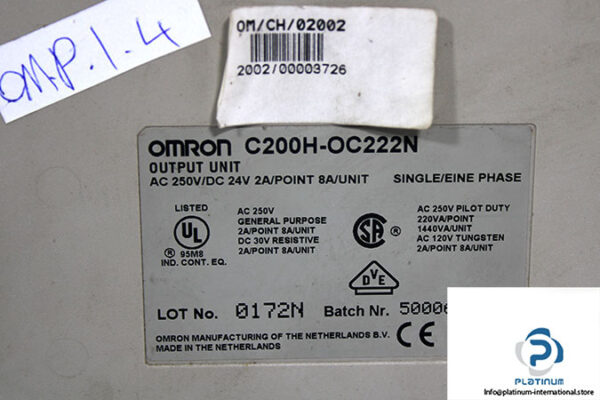 OMP.1.4
OM/CH/02002
2002/00003726
OMRON C200H-OC222N
OUTPUT UNIT
AC 250V/DC 24V 2A/POINT 8A/UNIT SINGLE/EINE PHASE
LISTED
UL
®
95M8
IND. CONT. EQ.
AC 250V
GENERAL PURPOSE
2A/POINT 8A/UNIT
DC 30V RESISTIVE
2A/POINT 8A/UNIT
SA
®
AC 250V PILOT DUTY
220VA/POINT
1440VA/UNIT
AC 120V TUNGSTEN
2A/POINT 8A/UNIT
DVE
LOT No. 0172N Batch Nr.
OMRON MANUFACTURING OF THE NETHERLANDS B.V.
MADE IN THE NETHERLANDS
CE
PLATINUM
Info@platinum-international.store